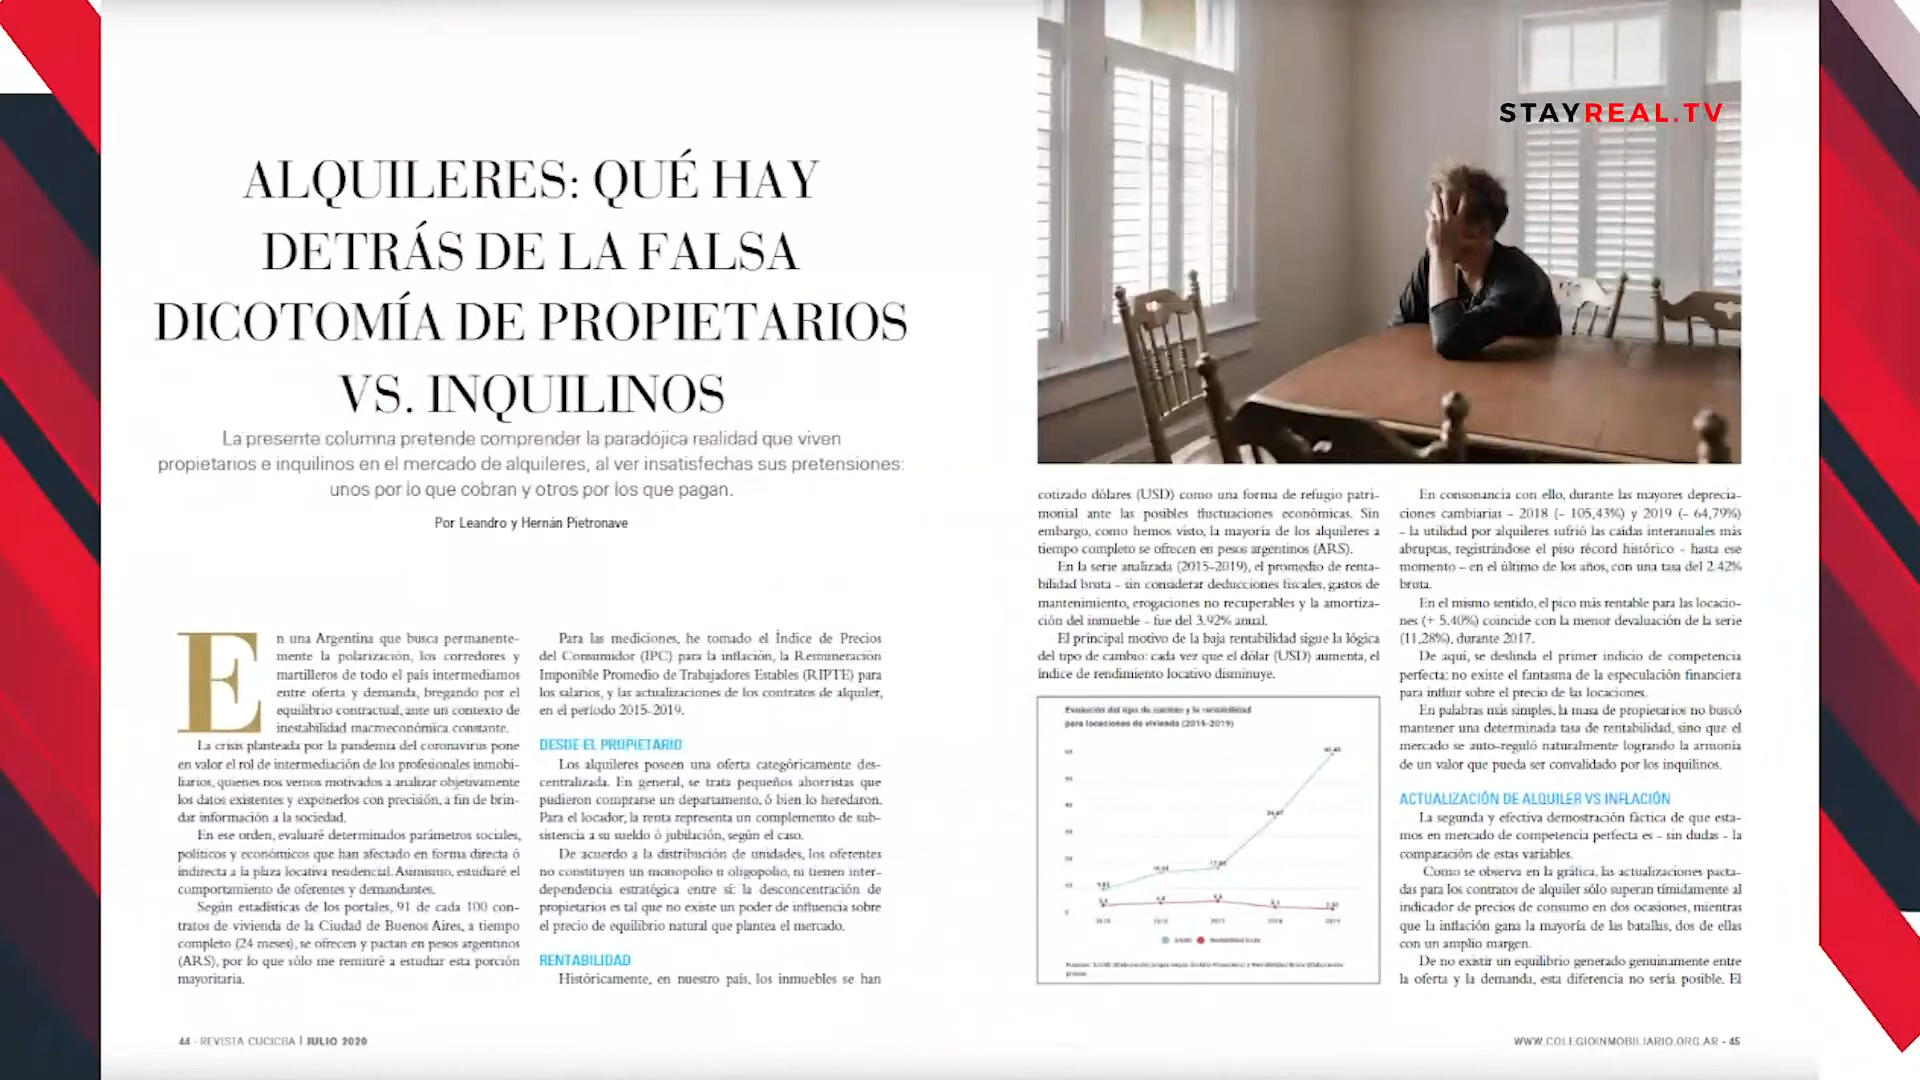 STAYREAL.TV
ALQUILERES: QUÉ HAY
DETRÁS DE LA FALSA
DICOTOMÍA DE PROPIETARIOS
VS. INQUILINOS
La presente columna pretende comprender la paradójica realidad que viven
propietarios e inquilinos en el mercado de alquileres, al ver insatisfechas sus pretensiones:
unos por lo que cobran y otros por los que pagan.
Por Leandro y Hernán Pietronave
En una Argentina que busca permanente-
mente la polarización, los corredores y
martilleros de todo el país intermediamos
entre oferta y demanda, bregando por el
equilibrio contractual, ante un contexto de
inestabilidad macroeconómica constante.
La crisis planteada por la pandemia del coronavirus pone
en valor el rol de intermediación de los profesionales inmobi-
liarios, quienes nos vemos motivados a analizar objetivamente
los datos existentes y exponerlos con precisión, a fin de brin-
dar información a la sociedad.
En ese orden, evaluaré determinados parámetros sociales,
políticos y económicos que han afectado en forma directa ó
indirecta a la plaza locativa residencial. Asimismo, estudiaré el
comportamiento de oferentes y demandantes.
Según estadísticas de los portales, 91 de cada 100 con-
tratos de vivienda de la Ciudad de Buenos Aires, a tiempo
completo (24 meses), se ofrecen y pactan en pesos argentinos
(ARS), por lo que sólo me remitiré a estudiar esta porción
mayoritaria.
Para las mediciones, he tomado el Índice de Precios
del Consumidor (IPC) para la inflación, la Remuneración
Imponible Promedio de Trabajadores Estables (RIPTE) para
los salarios, y las actualizaciones de los contratos de alquiler,
en el período 2015-2019.
DESDE EL PROPIETARIO
Los alquileres poseen una oferta categóricamente des-
centralizada. En general, se trata pequeños ahorristas que
pudieron comprarse un departamento, ó bien lo heredaron.
Para el locador, la renta representa un complemento de sub-
sistencia a su sueldo ó jubilación, según el caso.
De acuerdo a la distribución de unidades, los oferentes
no constituyen un monopolio u oligopolio, ni tienen inter-
dependencia estratégica entre sí: la desconcentración de
propietarios es tal que no existe un poder de influencia sobre
el precio de equilibrio natural que plantea el mercado.
RENTABILIDAD
Históricamente, en nuestro país, los inmuebles se han
cotizado dólares (USD) como una forma de refugio patri-
monial ante las posibles fluctuaciones económicas. Sin
embargo, como hemos visto, la mayoría de los alquileres a
tiempo completo se ofrecen en pesos argentinos (ARS).
En la serie analizada (2015-2019), el promedio de renta-
bilidad bruta - sin considerar deducciones fiscales, gastos de
mantenimiento, erogaciones no recuperables y la amortiza-
ción del inmueble - fue del 3.92% anual.
El principal motivo de la baja rentabilidad sigue la lógica
del tipo de cambio: cada vez que el dólar (USD) aumenta, el
índice de rendimiento locativo disminuye.
Evolución del tipo de cambio y la rentabilidad
para locaciones de vivienda (2015-2019)
2015 2016 2017 2018 2019
Rentabilidad bruta
En consonancia con ello, durante las mayores deprecia-
ciones cambiarias - 2018 (- 105,43%) y 2019 (- 64,79%)
- la utilidad por alquileres sufrió las caídas interanuales más
abruptas, registrándose el piso récord histórico - hasta ese
momento - en el último de los años, con una tasa del 2.42%
bruta.
En el mismo sentido, el pico más rentable para las locacio-
nes (+ 5.40%) coincide con la menor devaluación de la serie
(11,28%), durante 2017.
De aquí, se deslinda el primer indicio de competencia
perfecta: no existe el fantasma de la especulación financiera
para influir sobre el precio de las locaciones.
En palabras más simples, la masa de propietarios no buscó
mantener una determinada tasa de rentabilidad, sino que el
mercado se auto-reguló naturalmente logrando la armonía
de un valor que pueda ser convalidado por los inquilinos.
ACTUALIZACIÓN DE ALQUILER VS INFLACIÓN
La segunda y efectiva demostración fáctica de que esta-
mos en mercado de competencia perfecta es - sin dudas - la
comparación de estas variables.
Como se observa en la gráfica, las actualizaciones pacta-
das para los contratos de alquiler sólo superan tímidamente al
indicador de precios de consumo en dos ocasiones, mientras
que la inflación gana la mayoría de las batallas, dos de ellas
con un amplio margen.
De no existir un equilibrio generado genuinamente entre
la oferta y la demanda, esta diferencia no sería posible. El
44 - REVISTA CUCICBA | JULIO 2020
WWW.COLEGIOINMOBILIARIO.ORG.AR - 45